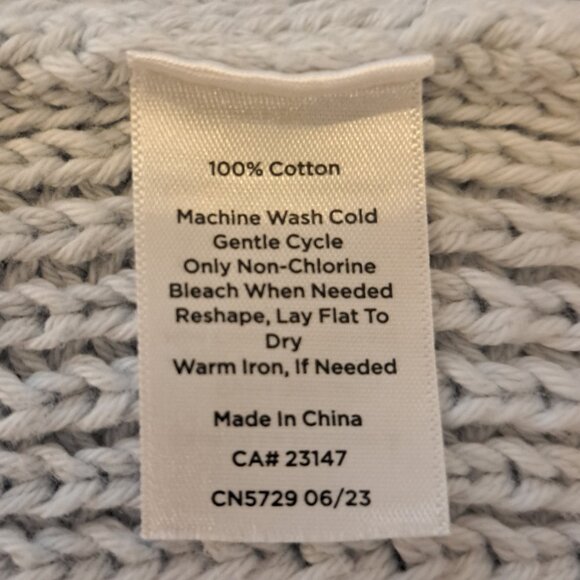 100% Cotton
Machine Wash Cold
Gentle Cycle
Only Non-Chlorine
Bleach When Needed
Reshape, Lay Flat To
Dry
Warm Iron, If Needed
Made In China
CA# 23147
CN5729 06/23